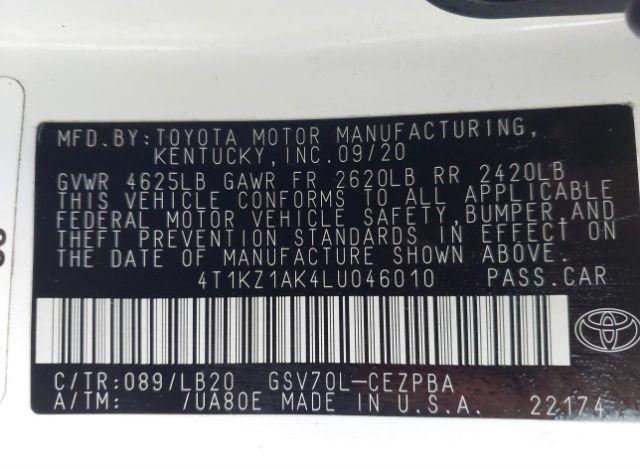 MFD.BY:TOYOTA MOTOR MANUFACTURING,
KENTUCKY,INC.09/20
GVWR 4625LB GAWR FR 2620LB RR 2420LB
THIS VEHICLE CONFORMS TO ALL APPLICABLE
FEDERAL MOTOR VEHICLE SAFETY,BUMPER,AND
THEFT PREVENTION STANDARDS IN EFFECT ON
THE DATE OF MANUFACTURE SHOWN ABOVE.
4T1KZ1AK4LU046010 PASS.CAR
C/TR:089/LB20 GSV70L-CEZPBA
A/TM: /UA80E MADE IN U.S.A. 22174